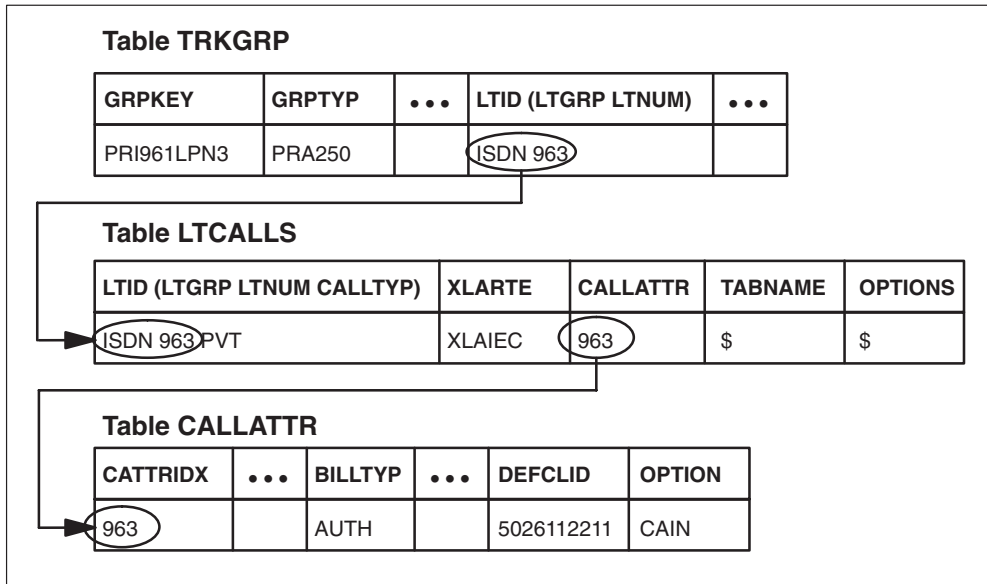 Table TRKGRP
GRPKEY GRPTYP ••• LTID (LTGRP LTNUM) •••
PRI961LPN3 PRA250 ISDN 963
Table LTCALLS
LTID (LTGRP LTNUM CALLTYP) XLARTE CALLATTR TABNAME OPTIONS
ISDN 963 PVT XLAIEC 963 $ $
Table CALLATTR
CATTRIDX ••• BILLTYP ••• DEFCLID OPTION
963 AUTH 5026112211 CAIN